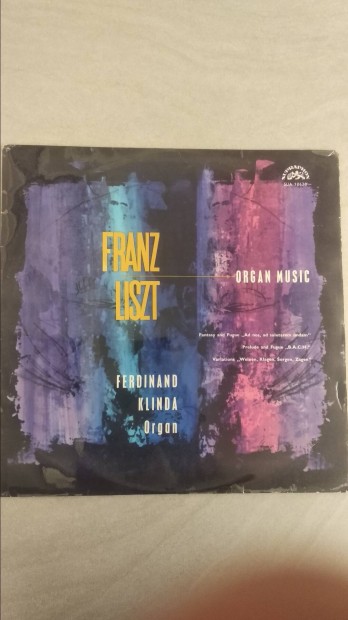 SUPRAPHON
FRANZ
LISZT
ORGAN MUSIC
Fantasy and Fugue „Ad nos, ad salutarem undam"
Prelude and Fugue „B.A.C.H."
Variations „Weinen, Klagen, Sorgen, Zagen"
FERDINAND
KLINDA
Organ